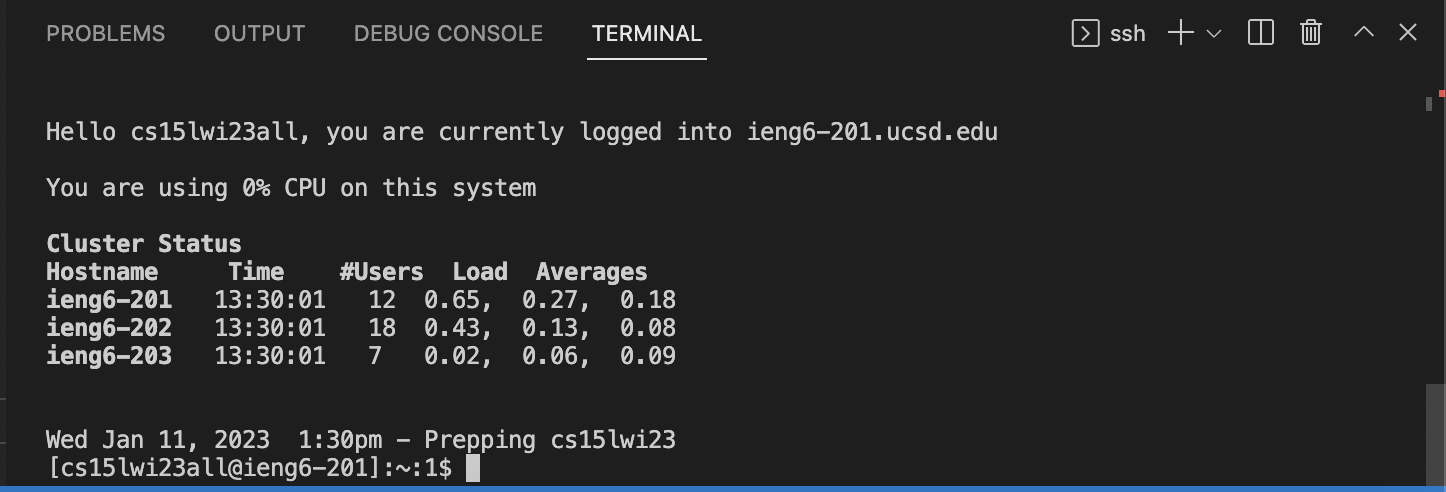 PROBLEMS OUTPUT DEBUG CONSOLE TERMINAL ssh
Hello cs15lwi23all, you are currently logged into ieng6-201.ucsd.edu
You are using 0% CPU on this system
Cluster Status
Hostname Time #Users Load Averages
ieng6-201 13:30:01 12 0.65, 0.27, 0.18
ieng6-202 13:30:01 18 0.43, 0.13, 0.08
ieng6-203 13:30:01 7 0.02, 0.06, 0.09
Wed Jan 11, 2023 1:30pm - Prepping cs15lwi23
[cs15lwi23all@ieng6-201]:~:1$